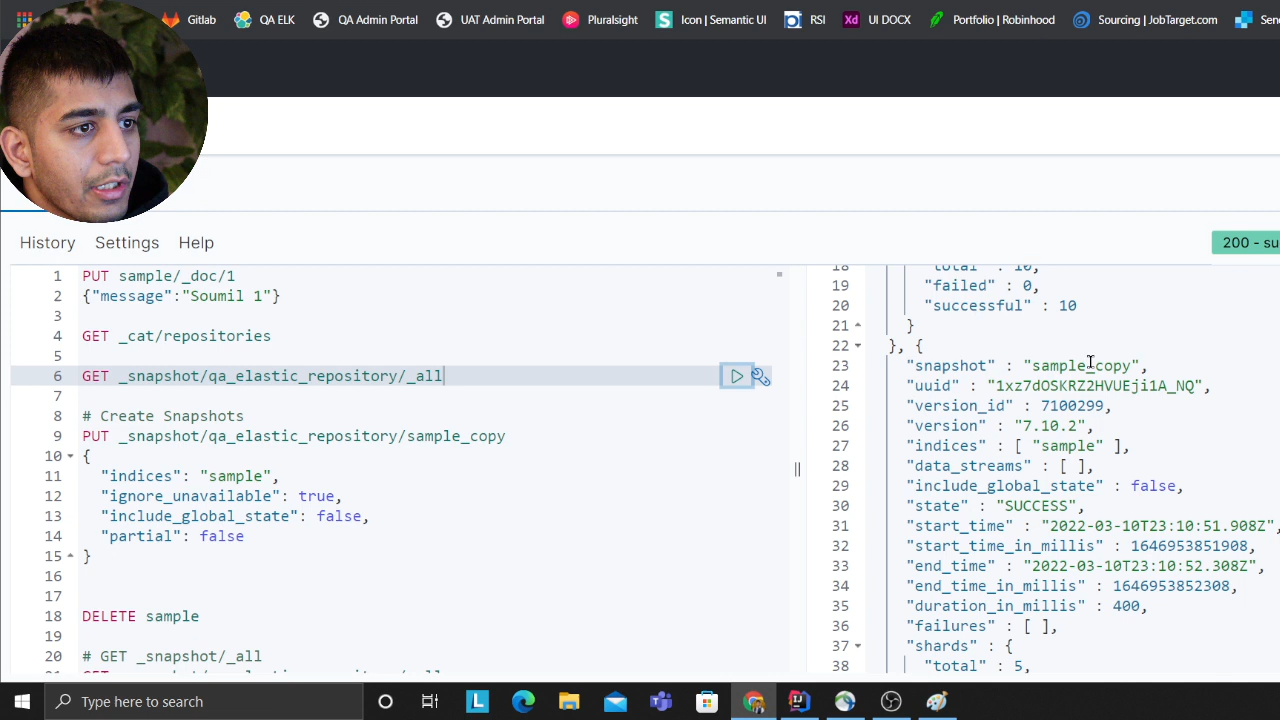 Gitlab QA ELK QA Admin Portal UAT Admin Portal Pluralsight Icon | Semantic UI RSI UI DOCX Portfolio | Robinhood Sourcing | JobTarget.com Sen
History Settings Help
200 - su
1 PUT sample/_doc/1
2 {"message":"Soumil 1"}
3
4 GET _cat/repositories
5
6 GET _snapshot/qa_elastic_repository/_all
7
8 # Create Snapshots
9 PUT _snapshot/qa_elastic_repository/sample_copy
10 {
11 "indices": "sample",
12 "ignore_unavailable": true,
13 "include_global_state": false,
14 "partial": false
15 }
16
17
18 DELETE sample
19
20 # GET _snapshot/_all
18 "total" : 10,
19 "failed" : 0,
20 "successful" : 10
21 }
22 }, {
23 "snapshot" : "sample_copy",
24 "uuid" : "1xz7dOSKRZ2HVUEji1A_NQ",
25 "version_id" : 7100299,
26 "version" : "7.10.2",
27 "indices" : [ "sample" ],
28 "data_streams" : [ ],
29 "include_global_state" : false,
30 "state" : "SUCCESS",
31 "start_time" : "2022-03-10T23:10:51.908Z",
32 "start_time_in_millis" : 1646953851908,
33 "end_time" : "2022-03-10T23:10:52.308Z",
34 "end_time_in_millis" : 1646953852308,
35 "duration_in_millis" : 400,
36 "failures" : [ ],
37 "shards" : {
38 "total" : 5,
Type here to search